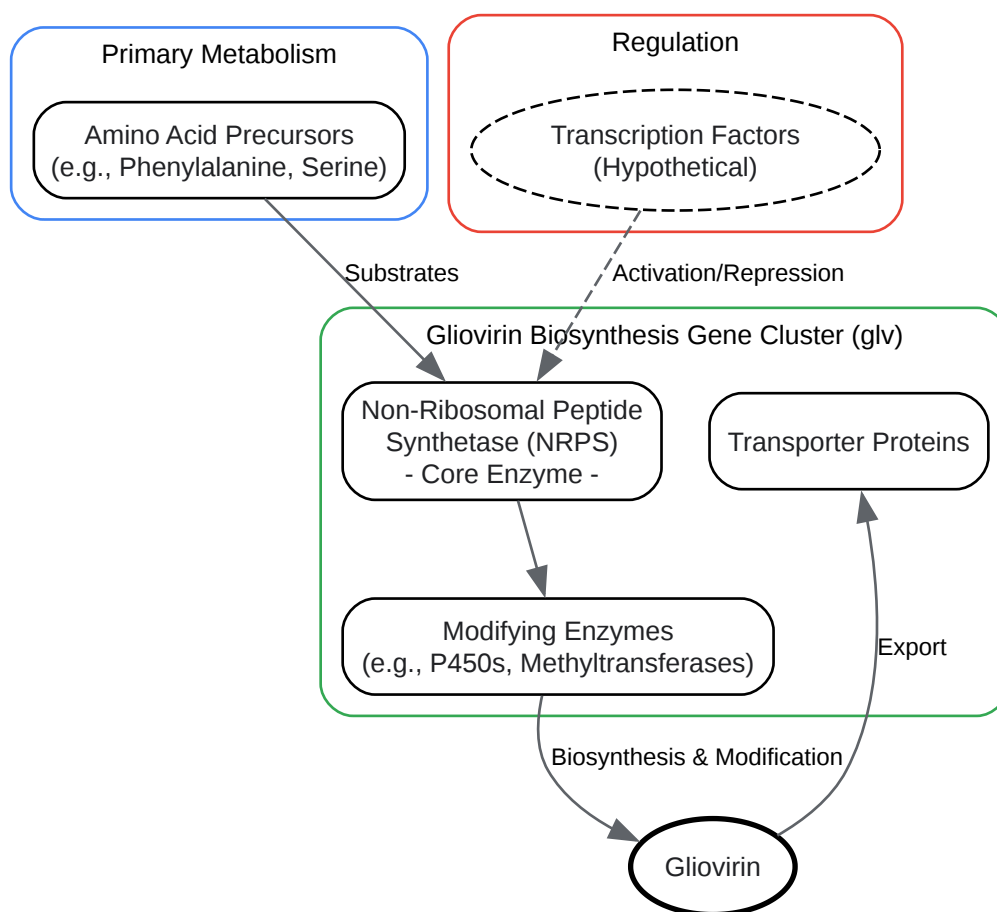 Primary Metabolism
Amino Acid Precursors
(e.g., Phenylalanine, Serine)
Regulation
Transcription Factors
(Hypothetical)
Substrates
Activation/Repression
Gliovirin Biosynthesis Gene Cluster (glv)
Non-Ribosomal Peptide
Synthetase (NRPS)
- Core Enzyme -
Transporter Proteins
Modifying Enzymes
(e.g., P450s, Methyltransferases)
Export
Biosynthesis & Modification
Gliovirin